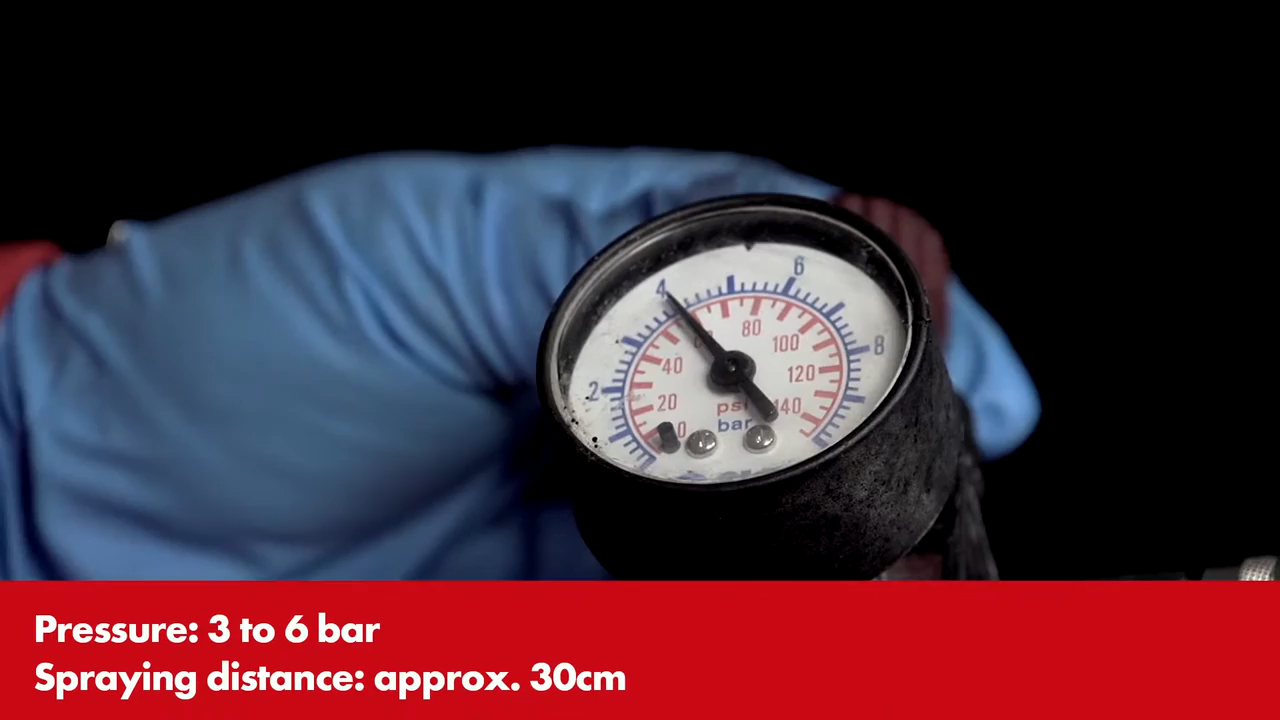 6
4
80
8
100
40
120
2
20
140
psi
0
bar
Pressure: 3 to 6 bar
Spraying distance: approx. 30cm